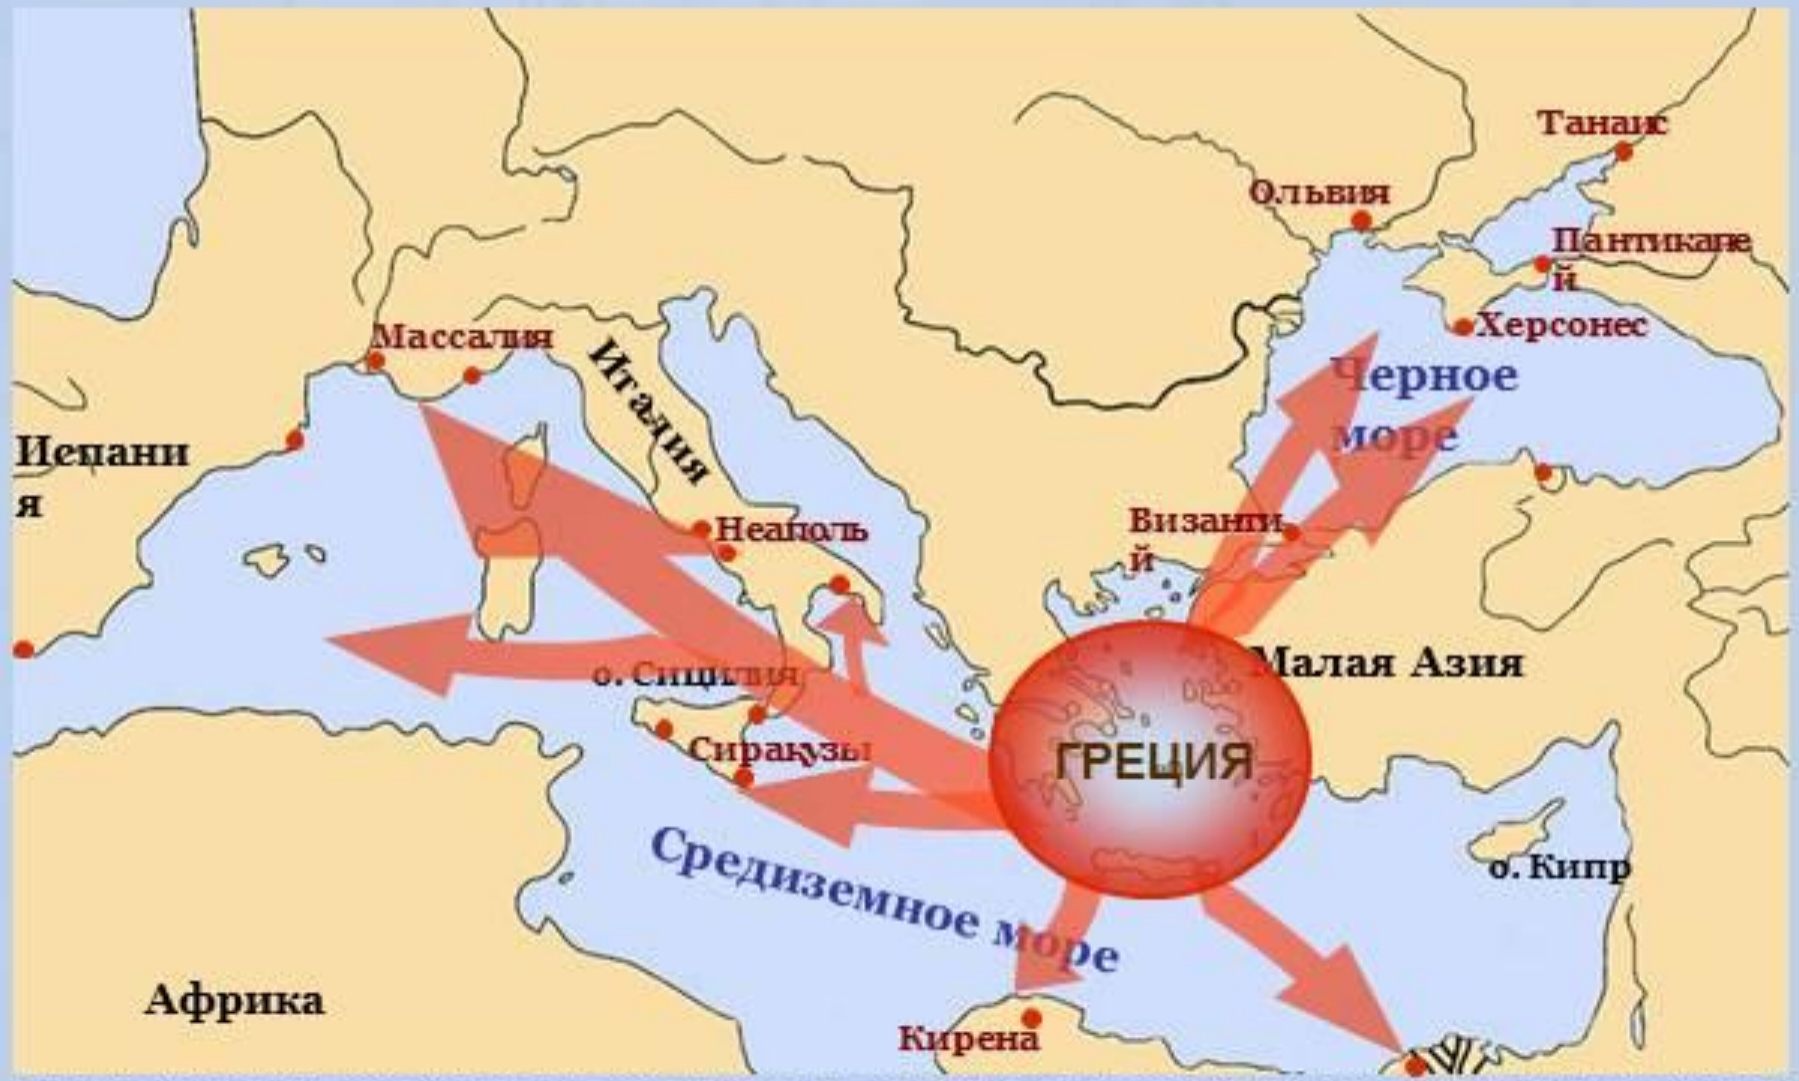 Танаис
Ольвия
Пантикапе
й
Херсонес
Массалия
Италия
Черное
море
Испани
я
Неаполь
Византи
й
о. Сицилия
Малая Азия
Сиракузы
ГРЕЦИЯ
Средиземное море
о. Кипр
Африка
Кирена